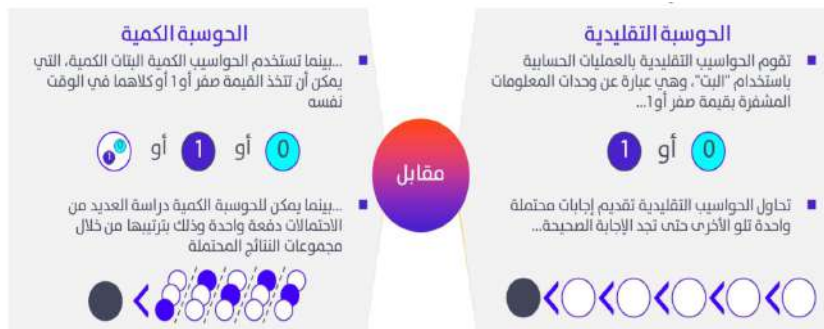 الحوسبة التقليدية
تقوم الحواسيب التقليدية بالعمليات الحسابية
باستخدام "البت"، وهي عبارة عن وحدات المعلومات
المشفرة بقيمة صفر أو1...
0 أو 1
تحاول الحواسيب التقليدية تقديم إجابات محتملة
واحدة تلو الأخرى حتى تجد الإجابة الصحيحة...
مقابل
الحوسبة الكمية
...بينما تستخدم الحواسيب الكمية البتات الكمية، التي
يمكن أن تتخذ القيمة صفر أو1 أو كلاهما في الوقت
نفسه
0 أو 1 أو 0 1
...بينما يمكن للحوسبة الكمية دراسة العديد من
الاحتمالات دفعة واحدة وذلك بترتيبها من خلال
مجموعات النتائج المحتملة